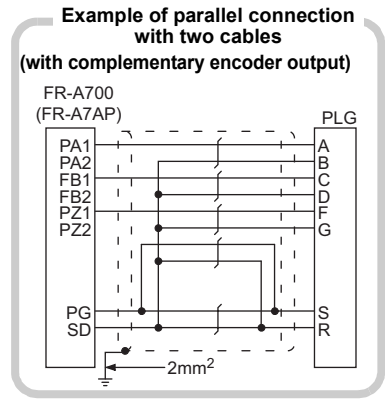 Example of parallel connection
with two cables
(with complementary encoder output)
FR-A700
(FR-A7AP)
PLG
PA1
PA2
FB1
FB2
PZ1
PZ2
PG
SD
A
B
C
D
F
G
S
R
2mm²